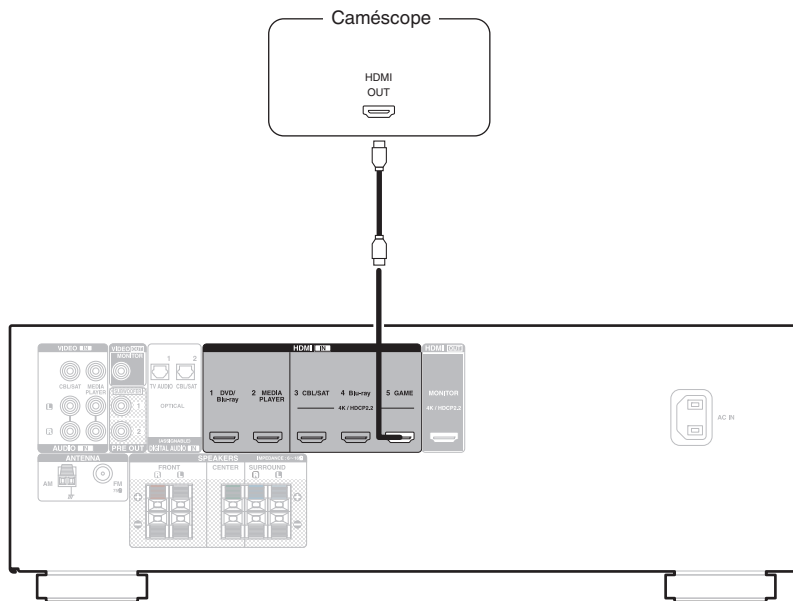 Caméscope
HDMI
OUT
VIDEO IN
VIDEO OUT
MONITOR
CBL/SAT
MEDIA
PLAYER
SUBWOOFER
L
1
R
2
AUDIO IN
PRE OUT
1 2
TV AUDIO CBL/SAT
OPTICAL
(ASSIGNABLE)
DIGITAL AUDIO IN
HDMI IN
1 DVD/
Blu-ray
2 MEDIA
PLAYER
3 CBL/SAT
4 Blu-ray
5 GAME
4K / HDCP2.2
HDMI OUT
MONITOR
4K / HDCP2.2
AC IN
ANTENNA
AM
FM
SPEAKERS
FRONT
R L
CENTER
SURROUND
R L
+ +
− −